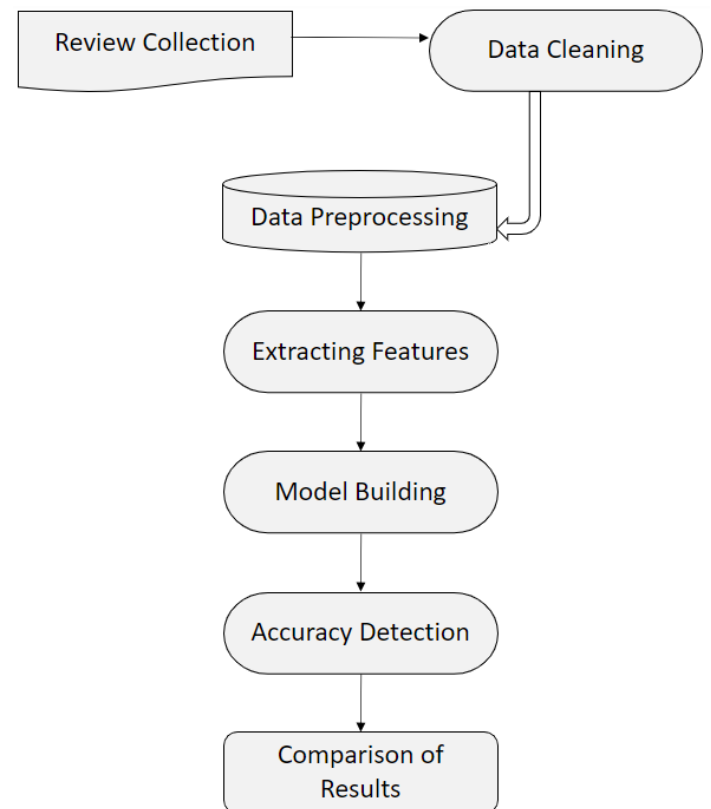 Review Collection
Data Cleaning
Data Preprocessing
Extracting Features
Model Building
Accuracy Detection
Comparison of
Results